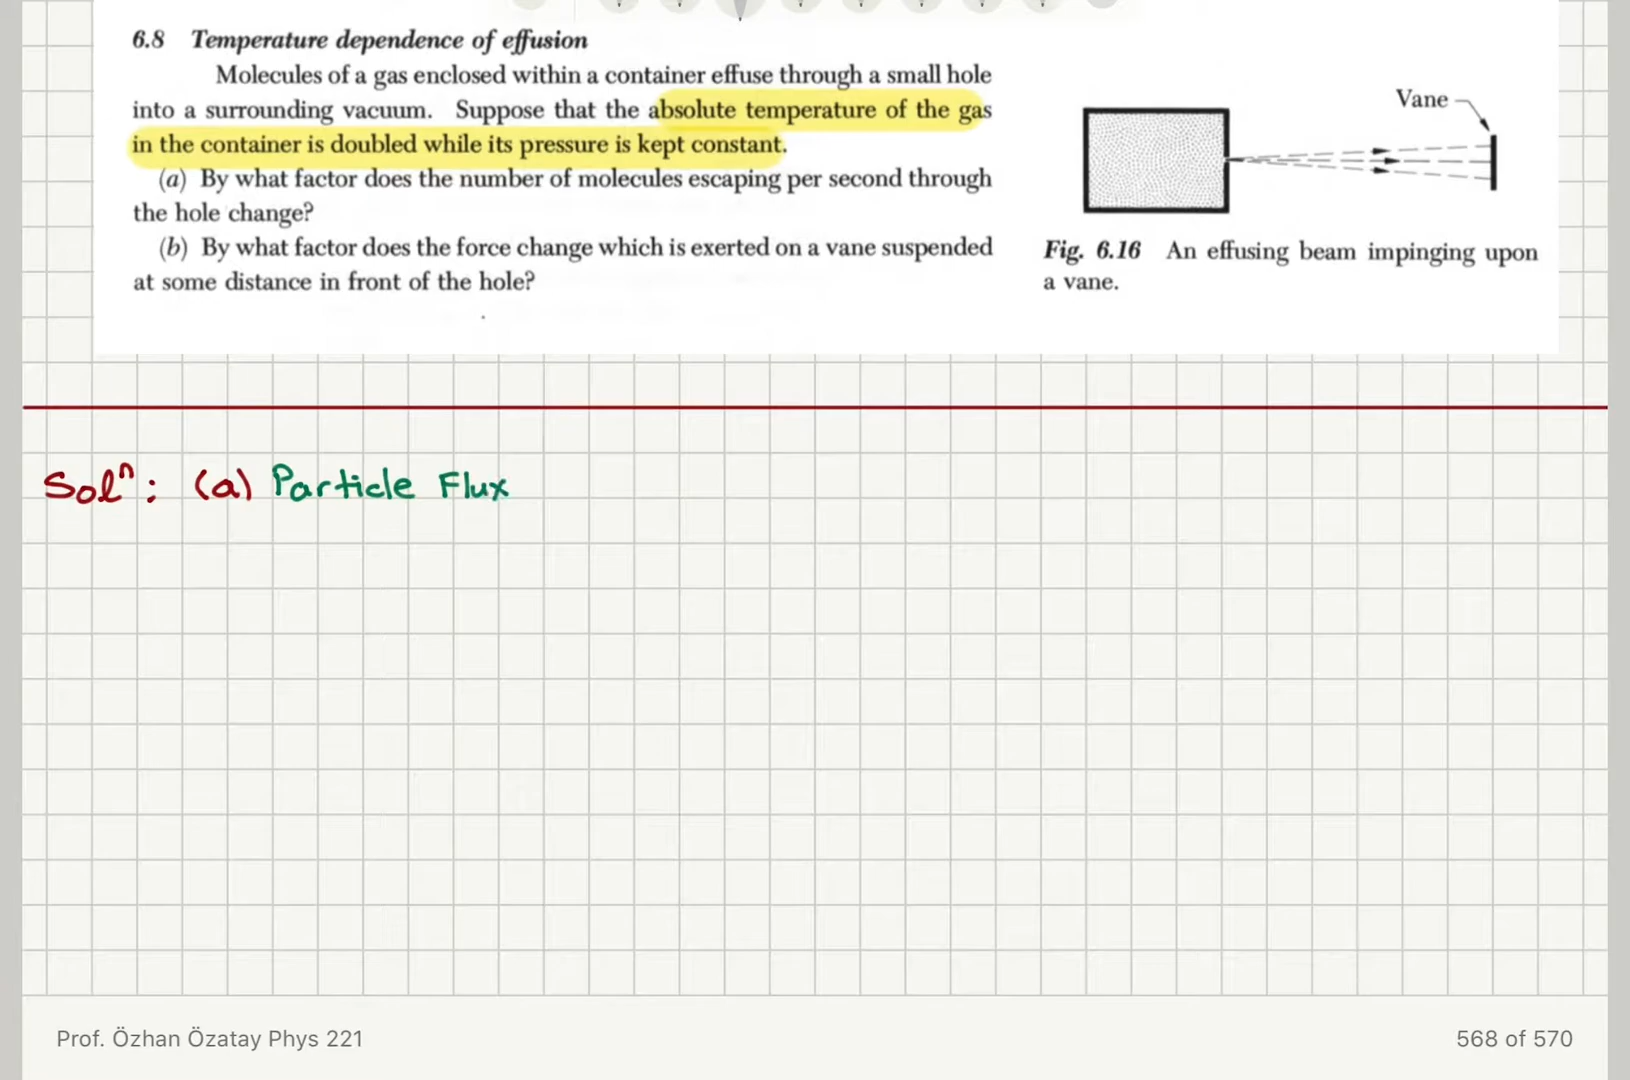 6.8 Temperature dependence of effusion
Molecules of a gas enclosed within a container effuse through a small hole
into a surrounding vacuum. Suppose that the absolute temperature of the gas
in the container is doubled while its pressure is kept constant.
(a) By what factor does the number of molecules escaping per second through
the hole change?
(b) By what factor does the force change which is exerted on a vane suspended
at some distance in front of the hole?
Vane
Fig. 6.16 An effusing beam impinging upon
a vane.
Solⁿ: (a) Particle Flux
Prof. Özhan Özatay Phys 221
568 of 570